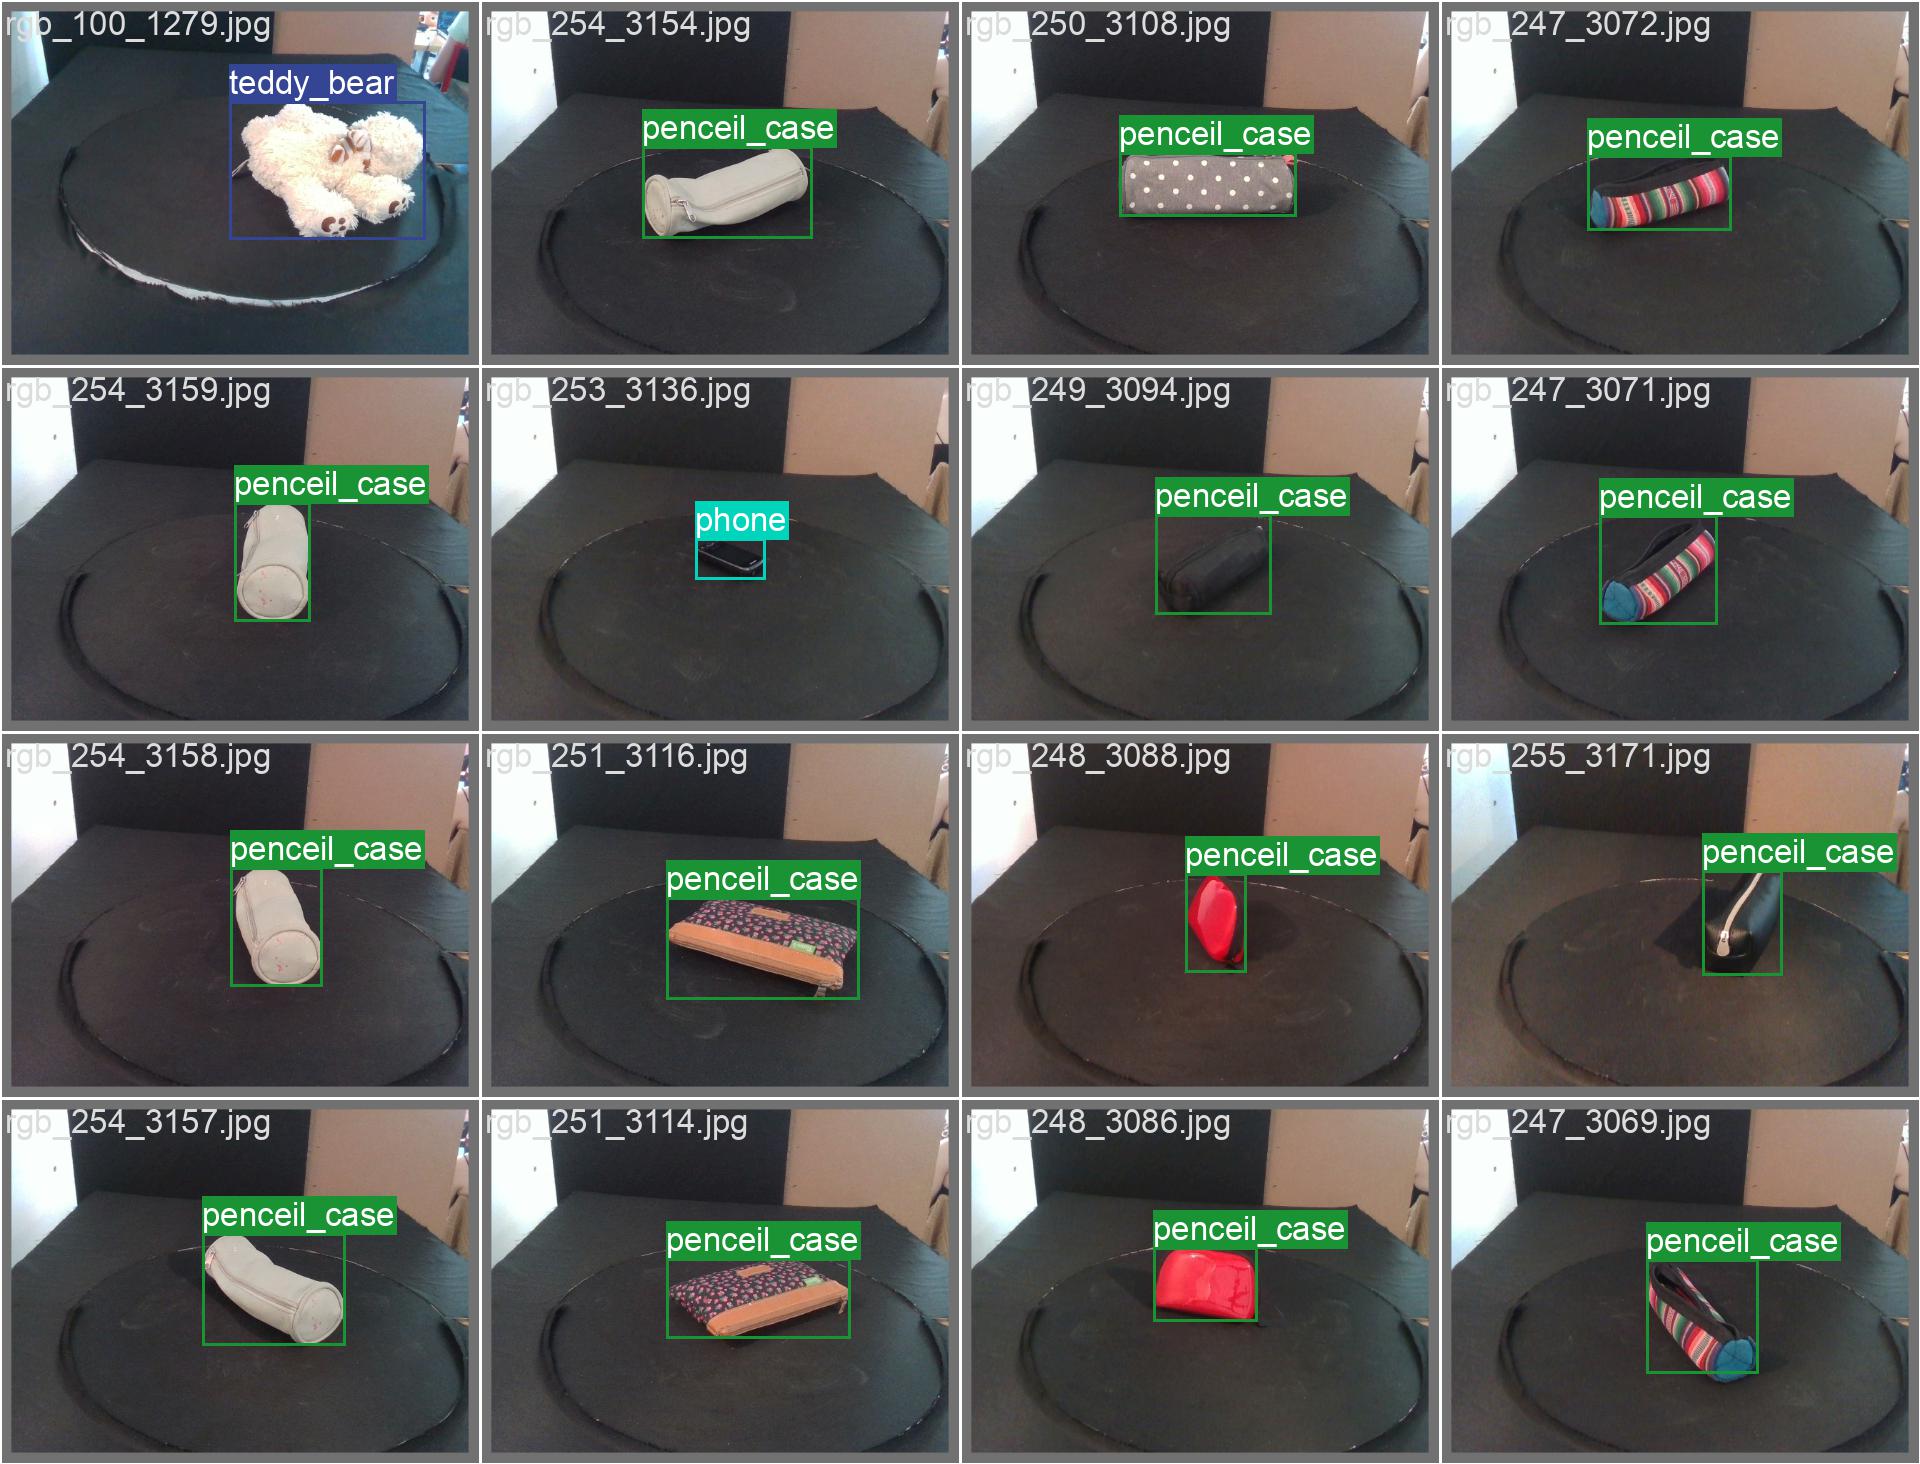 rgb_100_1279.jpg
teddy_bear
rgb_254_3154.jpg
penceil_case
rgb_250_3108.jpg
penceil_case
rgb_247_3072.jpg
penceil_case
rgb_254_3159.jpg
penceil_case
rgb_253_3136.jpg
phone
rgb_249_3094.jpg
penceil_case
rgb_247_3071.jpg
penceil_case
rgb_254_3158.jpg
penceil_case
rgb_251_3116.jpg
penceil_case
rgb_248_3088.jpg
penceil_case
rgb_255_3171.jpg
penceil_case
rgb_254_3157.jpg
penceil_case
rgb_251_3114.jpg
penceil_case
rgb_248_3086.jpg
penceil_case
rgb_247_3069.jpg
penceil_case